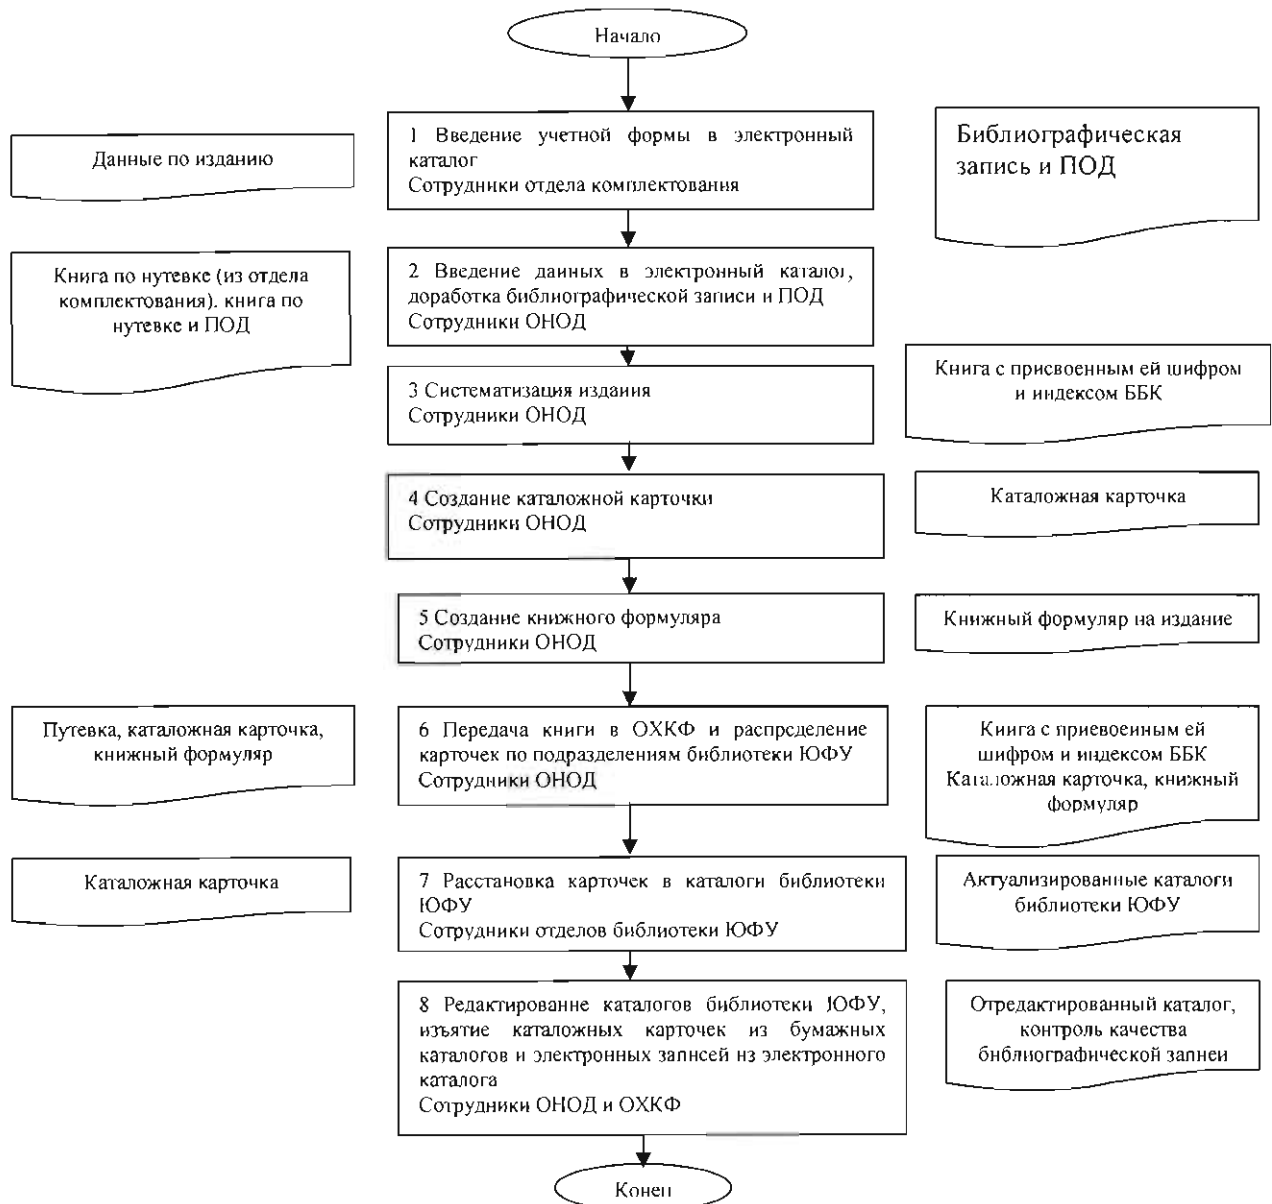 Начало
Данные по изданию
1 Введение учетной формы в электронный
каталог
Сотрудники отдела комплектования
Библиографическая
запись и ПОД
Книга по нутевке (из отдела
комплектования). книга по
нутевке и ПОД
2 Введение данных в электронный каталог,
доработка библиографической записи и ПОД
Сотрудники ОНОД
3 Систематизация издания
Сотрудники ОНОД
Книга с присвоенным ей шифром
и индексом ББК
4 Создание каталожной карточки
Сотрудники ОНОД
Каталожная карточка
5 Создание книжного формуляра
Сотрудники ОНОД
Книжный формуляр на издание
Путевка, каталожная карточка,
книжный формуляр
6 Передача книги в ОХКФ и распрсделение
карточек по подразделениям библиотеки ЮФУ
Сотрудники ОНОД
Книга с приевоеиным ей
шифром и индексом ББК
Каталожная карточка, книжный
формуляр
Каталожная карточка
7 Расстановка карточек в каталоги библиотеки
ЮФУ
Сотрудники отделов библиотеки ЮФУ
Актуализированные каталоги
библиотеки ЮФУ
8 Редактирование каталогов библиотеки ЮФУ,
изъятие каталожных карточек из бумажных
каталогов и электронных записей из электронного
каталога
Сотрудники ОНОД и ОХКФ
Отредактированный каталог,
контроль качества
библиографической запнеи
Конец